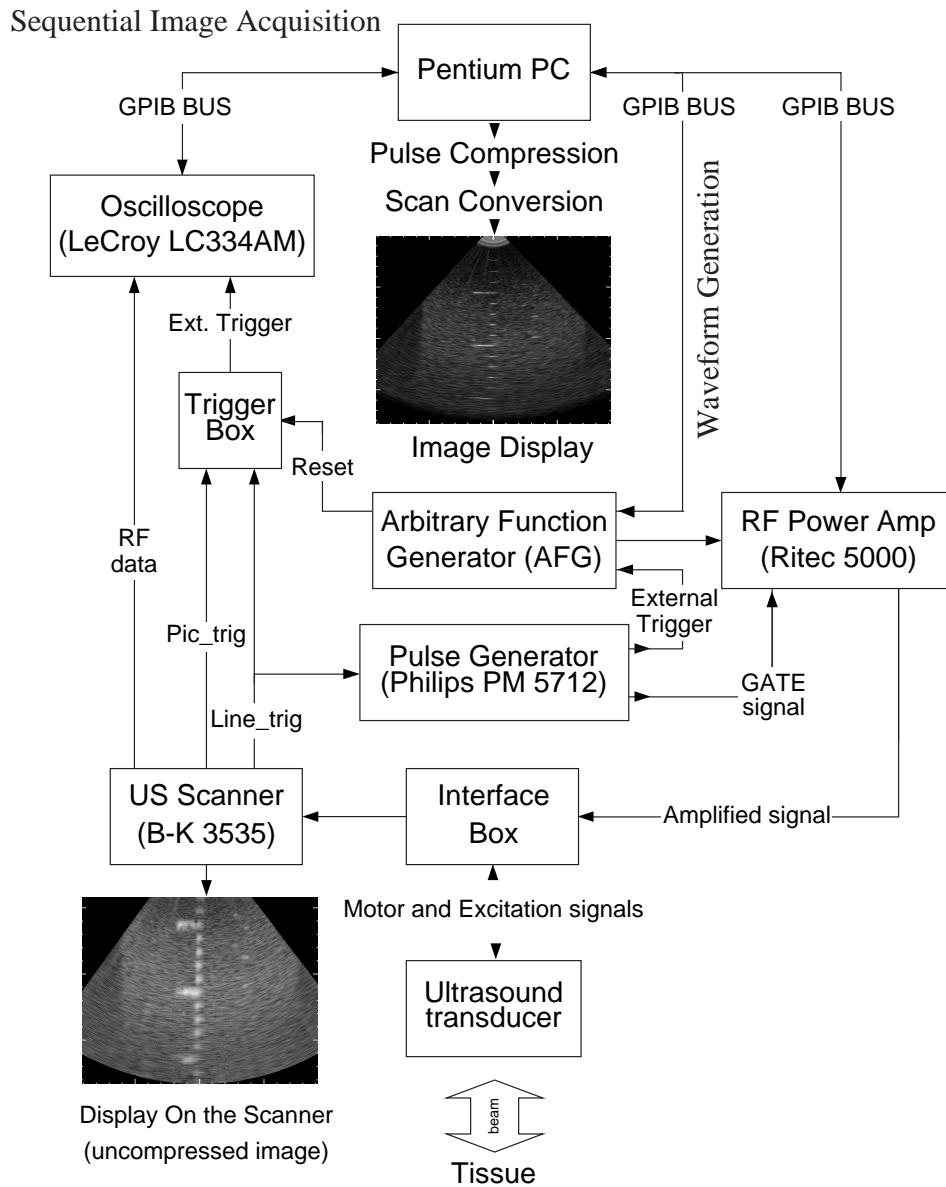 Sequential Image Acquisition
Pentium PC
GPIB BUS
GPIB BUS
GPIB BUS
Pulse Compression
Scan Conversion
Oscilloscope
(LeCroy LC334AM)
Waveform Generation
Ext. Trigger
Trigger
Box
Image Display
Reset
Arbitrary Function
Generator (AFG)
RF Power Amp
(Ritec 5000)
RF
data
External
Trigger
Pic_trig
Pulse Generator
(Philips PM 5712)
GATE
signal
Line_trig
US Scanner
(B-K 3535)
Interface
Box
Amplified signal
Motor and Excitation signals
Ultrasound
transducer
Display On the Scanner
(uncompressed image)
beam
Tissue